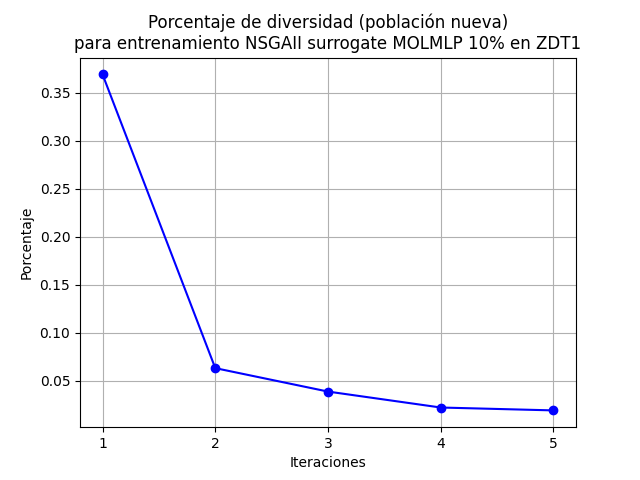 Porcentaje de diversidad (población nueva)
para entrenamiento NSGAII surrogate MOLMLP 10% en ZDT1
Porcentaje
0.35
0.30
0.25
0.20
0.15
0.10
0.05
1 2 3 4 5
Iteraciones